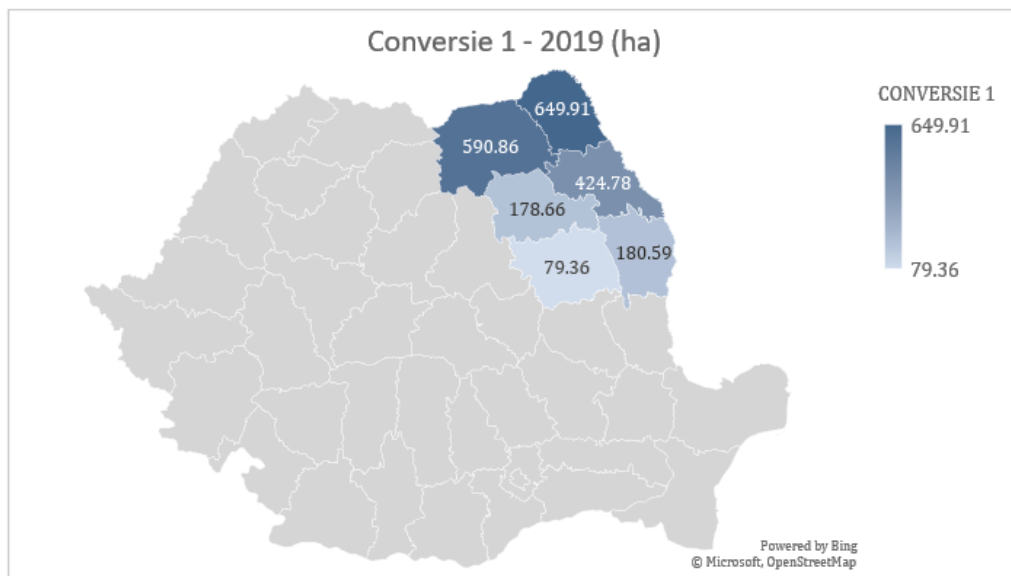 Conversie 1 - 2019 (ha)
649.91
590.86
424.78
178.66
180.59
79.36
CONVERSIE 1
649.91
79.36
Powered by Bing
© Microsoft, OpenStreetMap